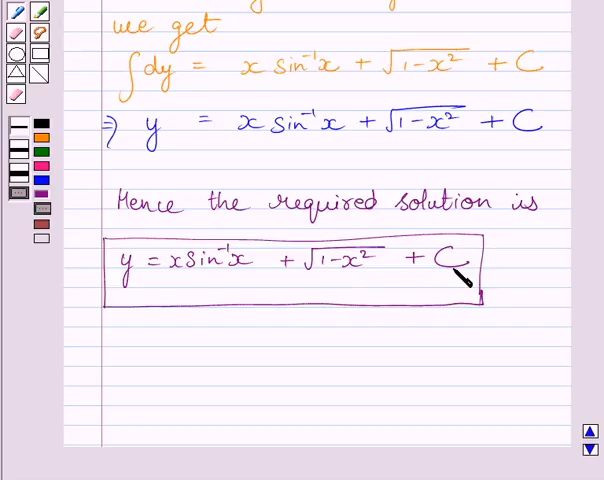 we get
∫dy = x sin⁻¹x + √1-x² + C
⇒ y = x sin⁻¹x + √1-x² + C
Hence the required solution is
y = x sin⁻¹x + √1-x² + C